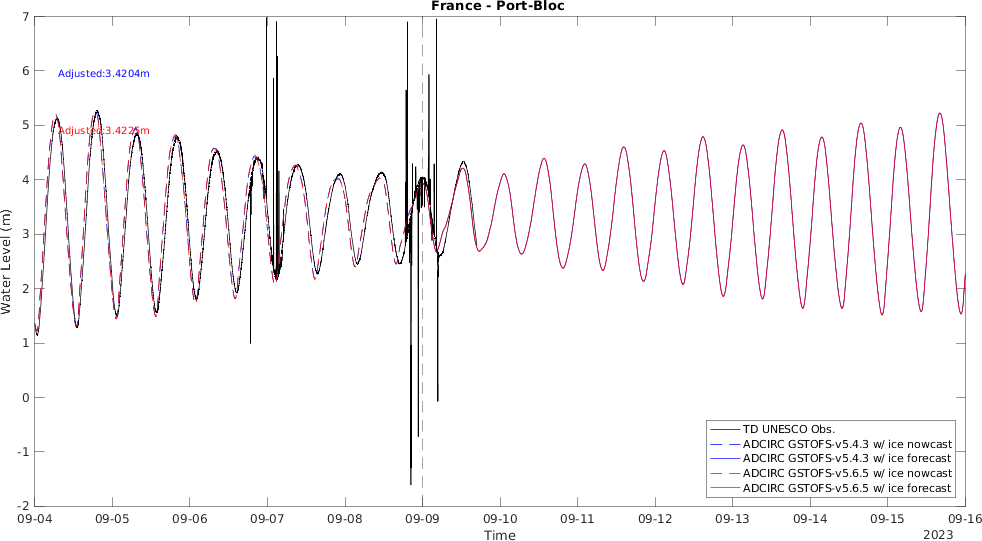 France - Port-Bloc
7
6
5
4
3
2
1
0
-1
-2
Water Level (m)
Adjusted:3.4204m
Adjusted:3.4225m
TD UNESCO Obs.
ADCIRC GSTOFS-v5.4.3 w/ ice nowcast
ADCIRC GSTOFS-v5.4.3 w/ ice forecast
ADCIRC GSTOFS-v5.6.5 w/ ice nowcast
ADCIRC GSTOFS-v5.6.5 w/ ice forecast
09-04 09-05 09-06 09-07 09-08 09-09 09-10 09-11 09-12 09-13 09-14 09-15 09-16
Time
2023